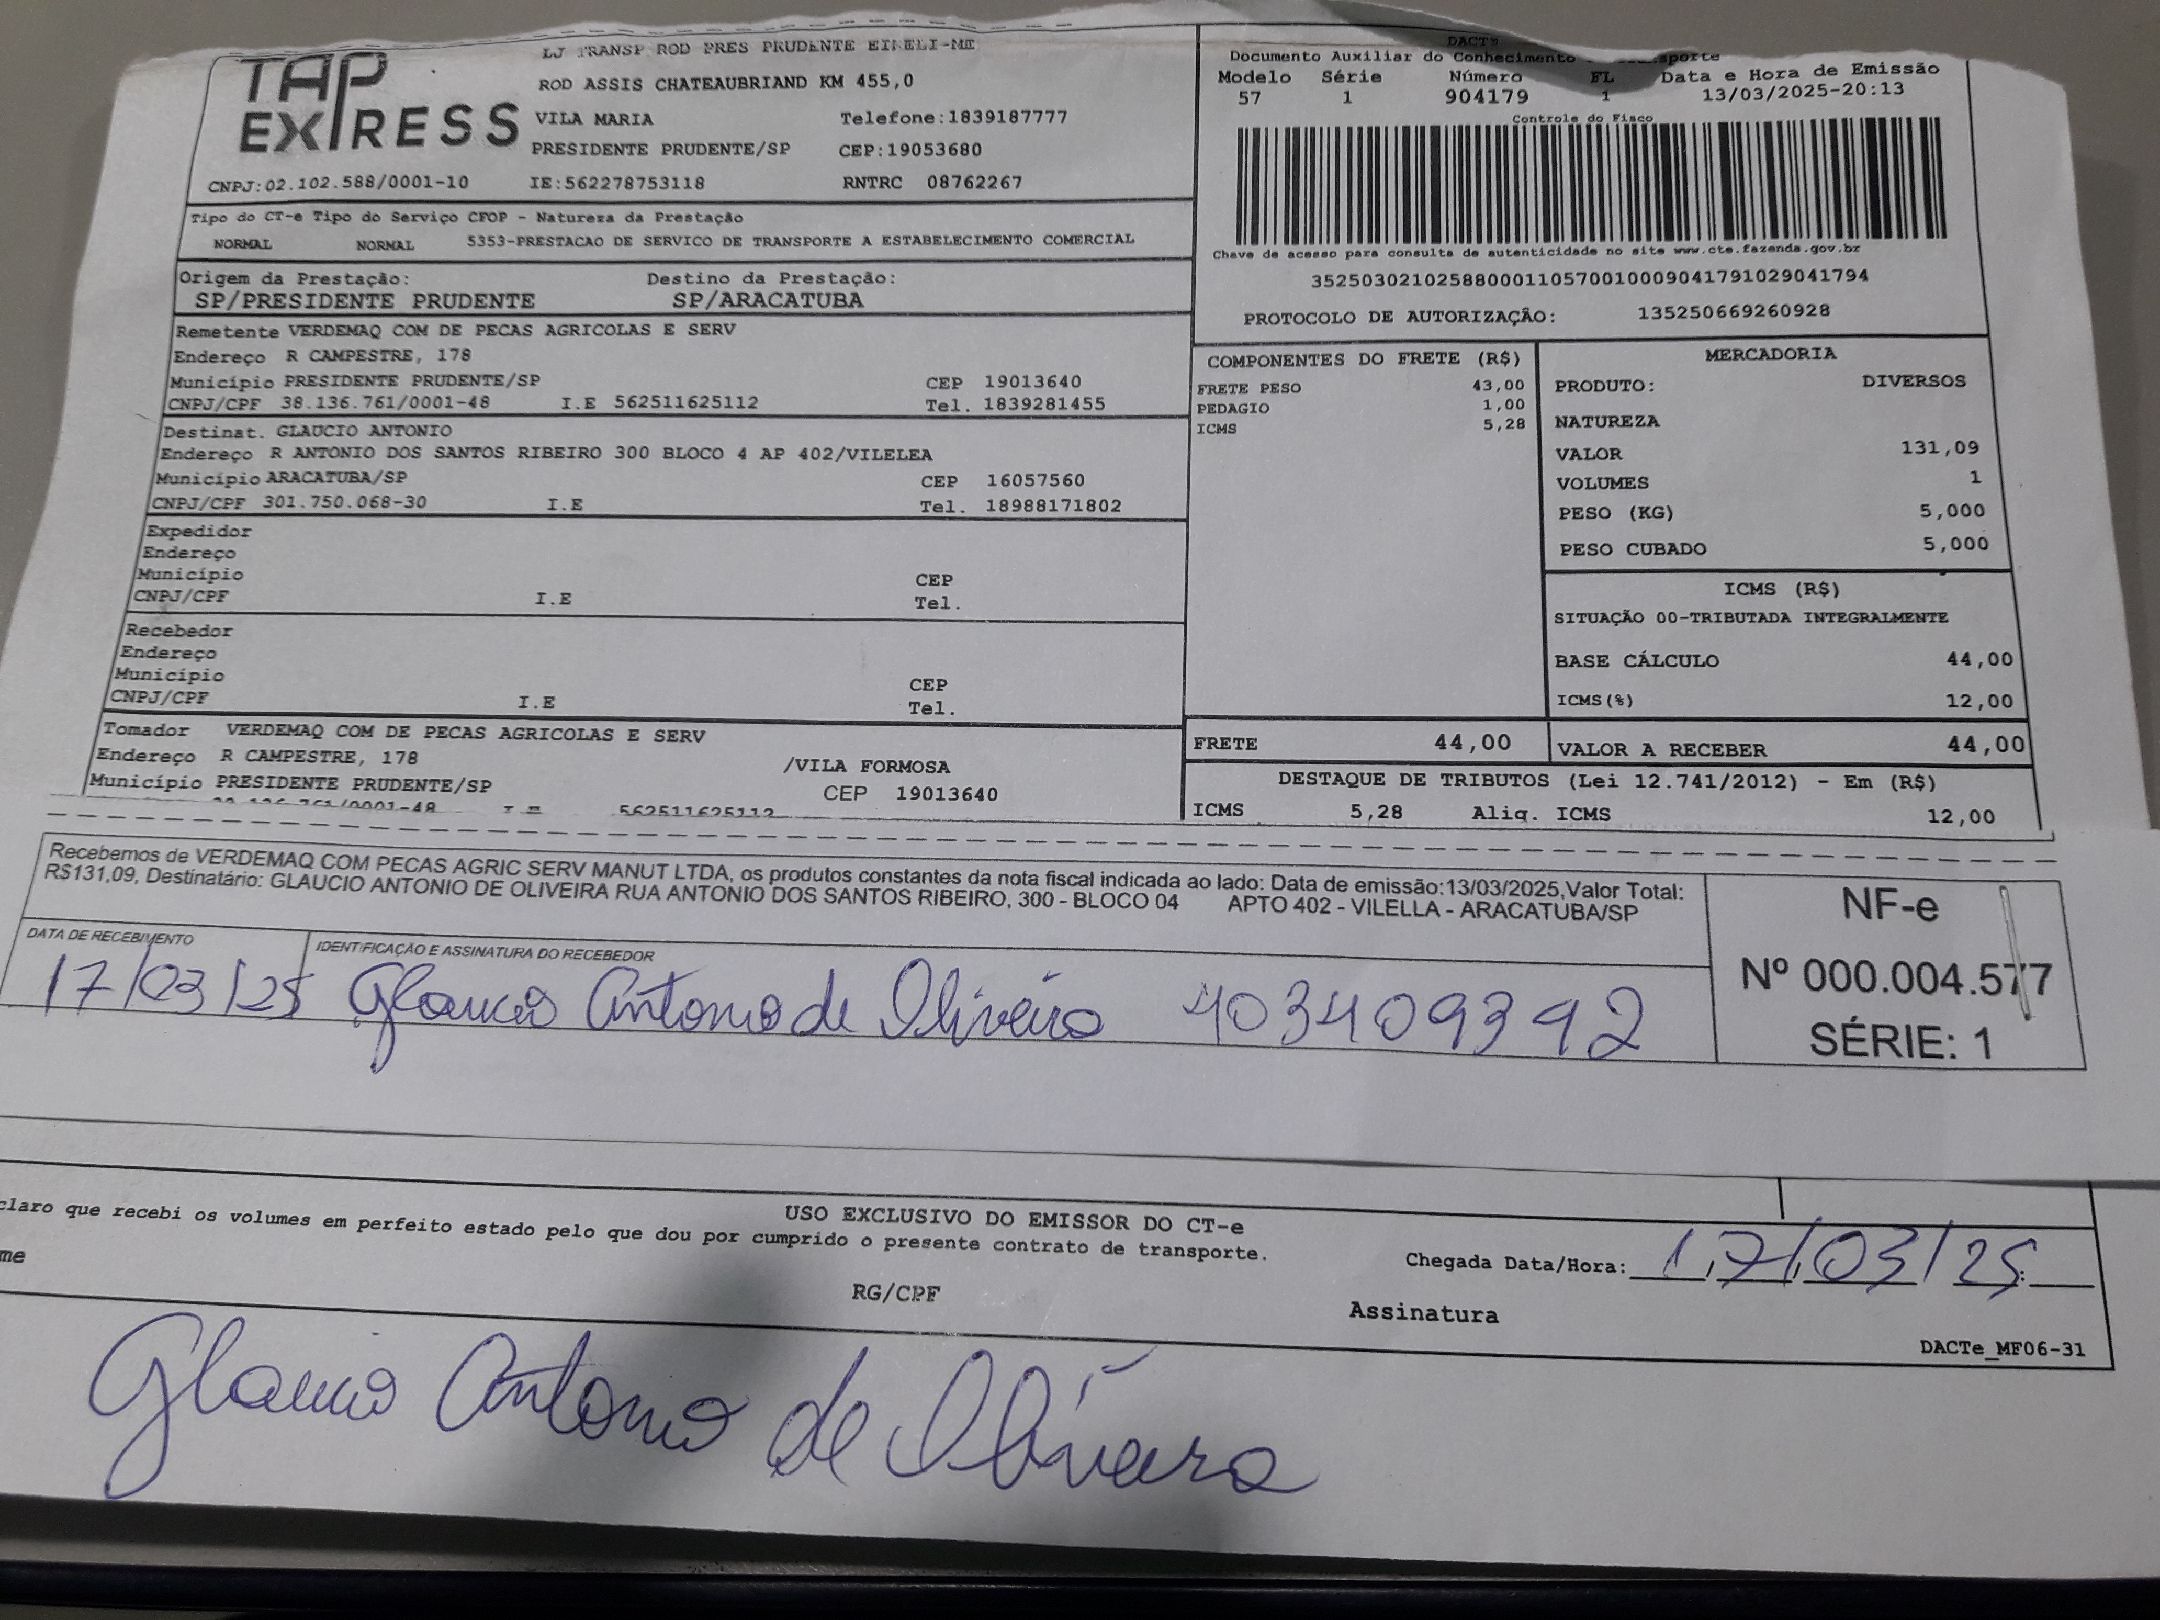 TAP
EXPRESS
LJ TRANSP ROD PRES PRUDENTE EIRELI-ME
ROD ASSIS CHATEAUBRIAND KM 455,0
VILA MARIA Telefone:1839187777
PRESIDENTE PRUDENTE/SP CEP:19053680
CNPJ:02.102.588/0001-10 IE:562278753118 RNTRC 08762267
Tipo do CT-e Tipo do Serviço CFOP - Natureza da Prestação
NORMAL NORMAL 5353-PRESTACAO DE SERVICO DE TRANSPORTE A ESTABELECIMENTO COMERCIAL
Origem da Prestação: Destino da Prestação:
SP/PRESIDENTE PRUDENTE SP/ARACATUBA
Remetente VERDEMAQ COM DE PECAS AGRICOLAS E SERV
Endereço R CAMPESTRE, 178
Município PRESIDENTE PRUDENTE/SP CEP 19013640
CNPJ/CPF 38.136.761/0001-48 I.E 562511625112 Tel. 1839281455
Destinat. GLAUCIO ANTONIO
Endereço R ANTONIO DOS SANTOS RIBEIRO 300 BLOCO 4 AP 402/VILELEA
Município ARACATUBA/SP CEP 16057560
CNPJ/CPF 301.750.068-30 I.E Tel. 18988171802
Expedidor
Endereço
Município CEP
CNPJ/CPF I.E Tel.
Recebedor
Endereço
Município CEP
CNPJ/CPF I.E Tel.
Tomador VERDEMAQ COM DE PECAS AGRICOLAS E SERV
Endereço R CAMPESTRE, 178 /VILA FORMOSA
Município PRESIDENTE PRUDENTE/SP CEP 19013640
38.136.761/0001-48 I.E 562511625112
DACTe
Documento Auxiliar do Conhecimento sporte
Modelo Série Número FL Data e Hora de Emissão
57 1 904179 1 13/03/2025-20:13
Controle do Fisco
Chave de acesso para consulta de autenticidade no site www.cte.fazenda.gov.br
35250302102588000110570010009041791029041794
PROTOCOLO DE AUTORIZAÇÃO: 135250669260928
COMPONENTES DO FRETE (R$)
FRETE PESO 43,00
PEDAGIO 1,00
ICMS 5,28
MERCADORIA
PRODUTO: DIVERSOS
NATUREZA
VALOR 131,09
VOLUMES 1
PESO (KG) 5,000
PESO CUBADO 5,000
ICMS (R$)
SITUAÇÃO 00-TRIBUTADA INTEGRALMENTE
BASE CÁLCULO 44,00
ICMS(%) 12,00
FRETE 44,00 VALOR A RECEBER 44,00
DESTAQUE DE TRIBUTOS (Lei 12.741/2012) - Em (R$)
ICMS 5,28 Aliq. ICMS 12,00
Recebemos de VERDEMAQ COM PECAS AGRIC SERV MANUT LTDA, os produtos constantes da nota fiscal indicada ao lado: Data de emissão:13/03/2025,Valor Total:
R$131,09, Destinatário: GLAUCIO ANTONIO DE OLIVEIRA RUA ANTONIO DOS SANTOS RIBEIRO, 300 - BLOCO 04 APTO 402 - VILELLA - ARACATUBA/SP
DATA DE RECEBIMENTO IDENTIFICAÇÃO E ASSINATURA DO RECEBEDOR
17/03/25 Glaucio Antonio de Oliveira 403409392
NF-e
Nº 000.004.577
SÉRIE: 1
USO EXCLUSIVO DO EMISSOR DO CT-e
claro que recebi os volumes em perfeito estado pelo que dou por cumprido o presente contrato de transporte.
me RG/CPF Chegada Data/Hora: 17/03/25
Assinatura
DACTe_MF06-31
Glaucio Antonio de Oliveira